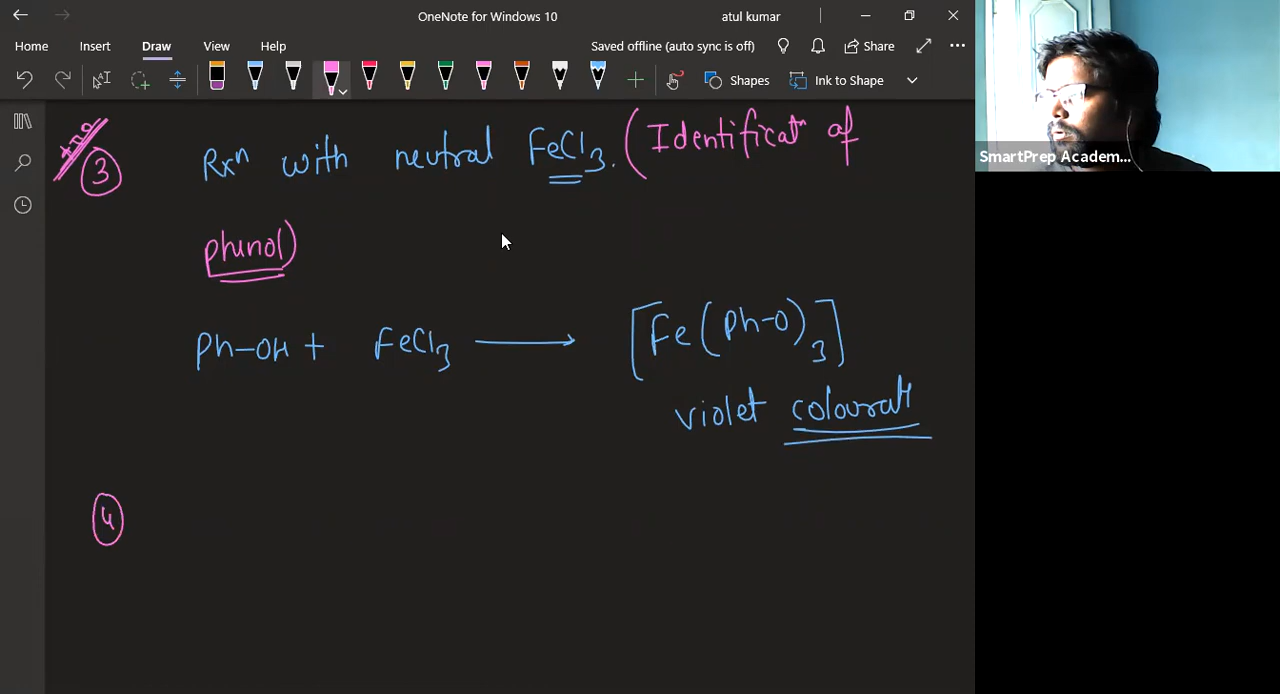 OneNote for Windows 10
atul kumar
Home Insert Draw View Help
Saved offline (auto sync is off)
Share
Shapes
Ink to Shape
SmartPrep Academ...
③ Rxⁿ with neutral FeCl₃. (Identificatⁿ of
phenol)
Ph-OH + FeCl₃ ⟶ [Fe(Ph-O)₃]
violet colouratⁿ
④